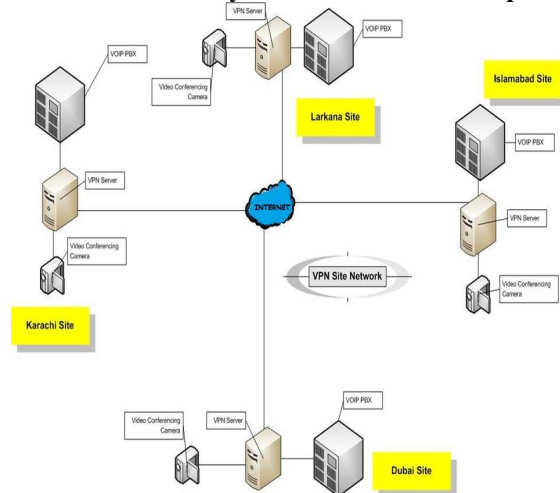 VPN Server
VOIP PBX
Video Conferencing
Camera
Larkana Site
VOIP PBX
VPN Server
Video Conferencing
Camera
Karachi Site
Islamabad Site
VOIP PBX
VPN Server
Video Conferencing
Camera
INTERNET
VPN Site Network
Video Conferencing
Camera
VPN Server
VOIP PBX
Dubai Site